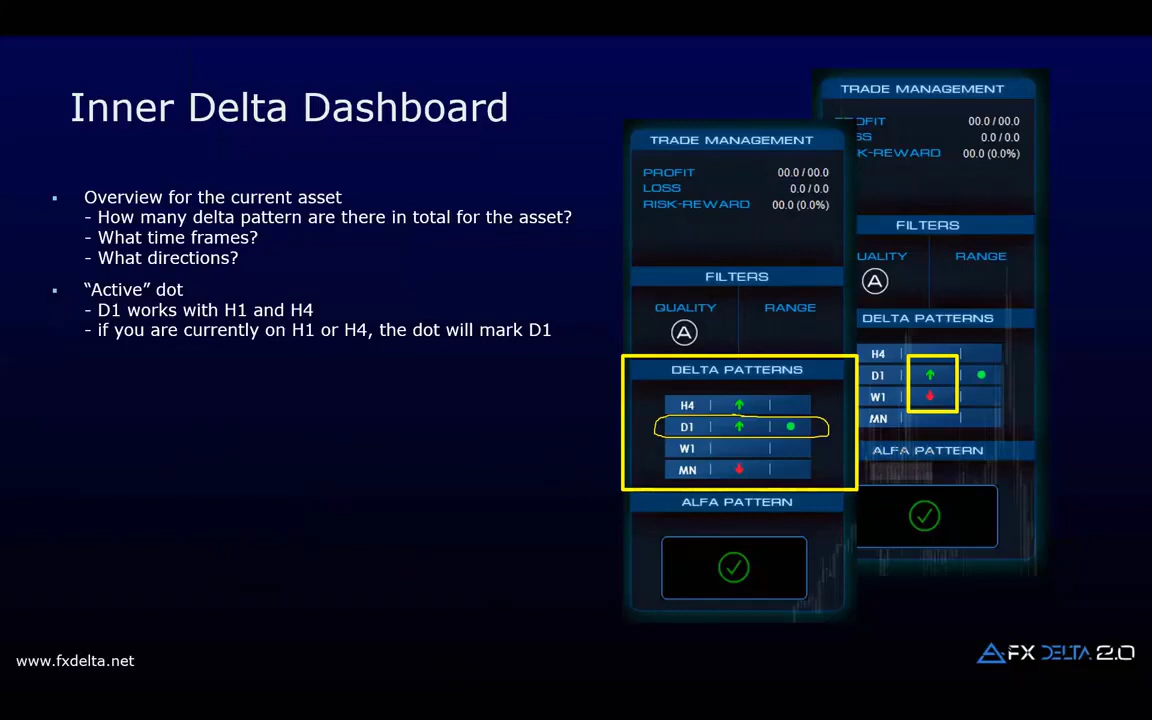 Inner Delta Dashboard
Overview for the current asset
- How many delta pattern are there in total for the asset?
- What time frames?
- What directions?
“Active” dot
- D1 works with H1 and H4
- if you are currently on H1 or H4, the dot will mark D1
TRADE MANAGEMENT
PROFIT 00.0 / 00.0
LOSS 0.0 / 0.0
RISK-REWARD 00.0 (0.0%)
FILTERS
QUALITY RANGE
A
DELTA PATTERNS
H4
D1
W1
MN
ALFA PATTERN
TRADE MANAGEMENT
00.0 / 00.0
0.0 / 0.0
00.0 (0.0%)
FILTERS
RANGE
A
DELTA PATTERNS
H4
D1
W1
MN
ALFA PATTERN
www.fxdelta.net
FX DELTA 2.0